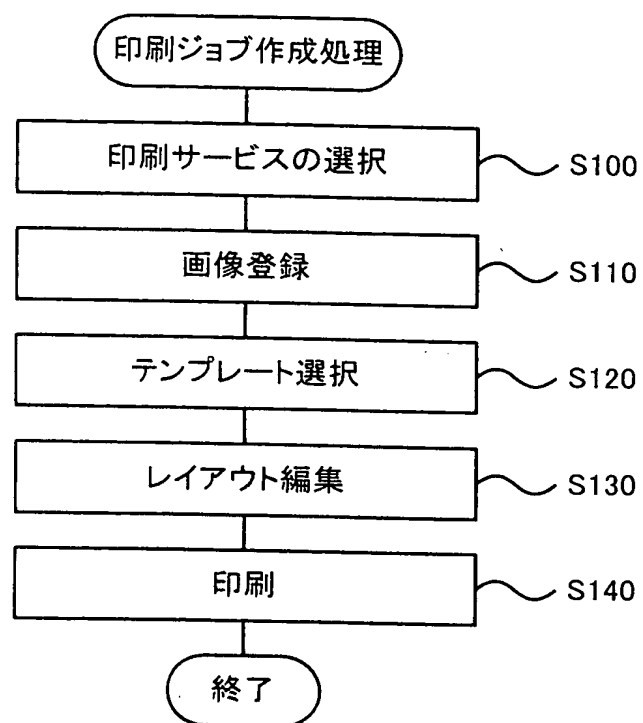 印刷ジョブ作成処理
印刷サービスの選択 S100
画像登録 S110
テンプレート選択 S120
レイアウト編集 S130
印刷 S140
終了